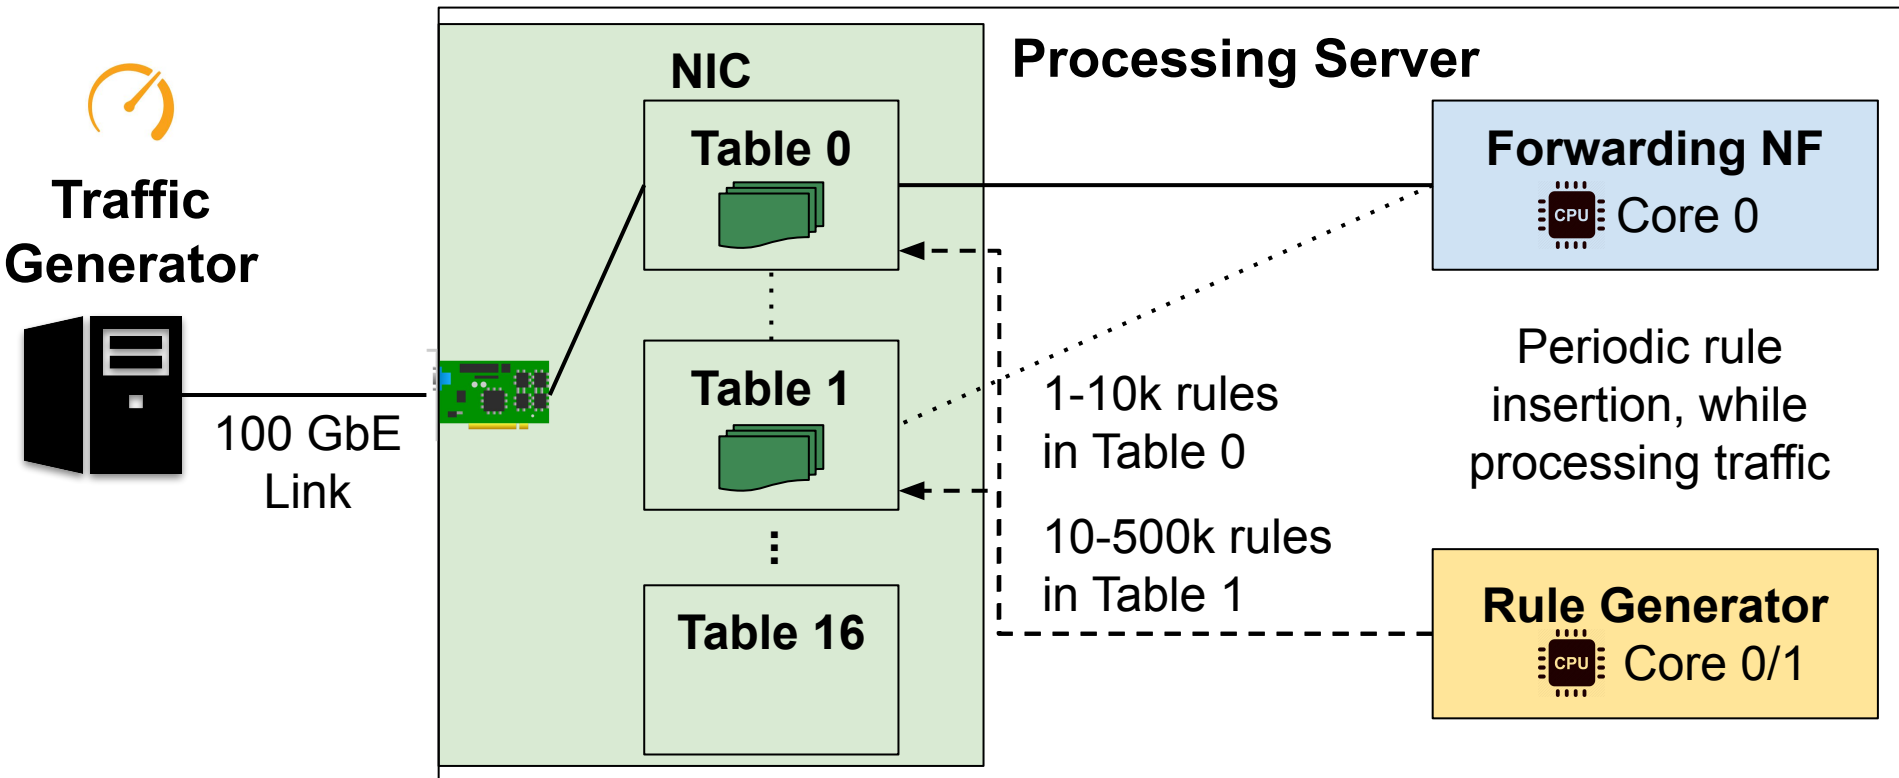 Processing Server
NIC
Traffic
Generator
100 GbE
Link
Table 0
Table 1
⋮
Table 16
Forwarding NF
CPU
Core 0
1-10k rules
in Table 0
10-500k rules
in Table 1
Periodic rule
insertion, while
processing traffic
Rule Generator
CPU
Core 0/1